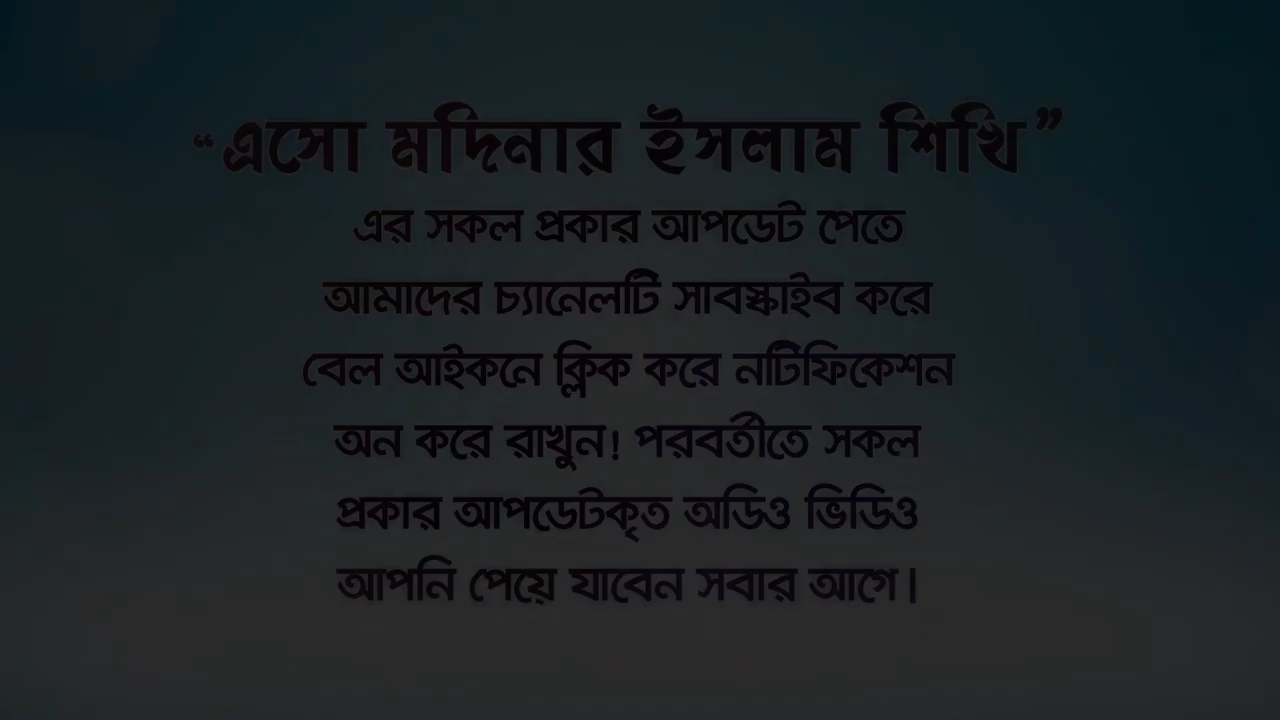 “এসো মদিনার ইসলাম শিখি”
এর সকল প্রকার আপডেট পেতে
আমাদের চ্যানেলটি সাবস্ক্রাইব করে
বেল আইকনে ক্লিক করে নটিফিকেশন
অন করে রাখুন! পরবর্তীতে সকল
প্রকার আপডেটকৃত অডিও ভিডিও
আপনি পেয়ে যাবেন সবার আগে।